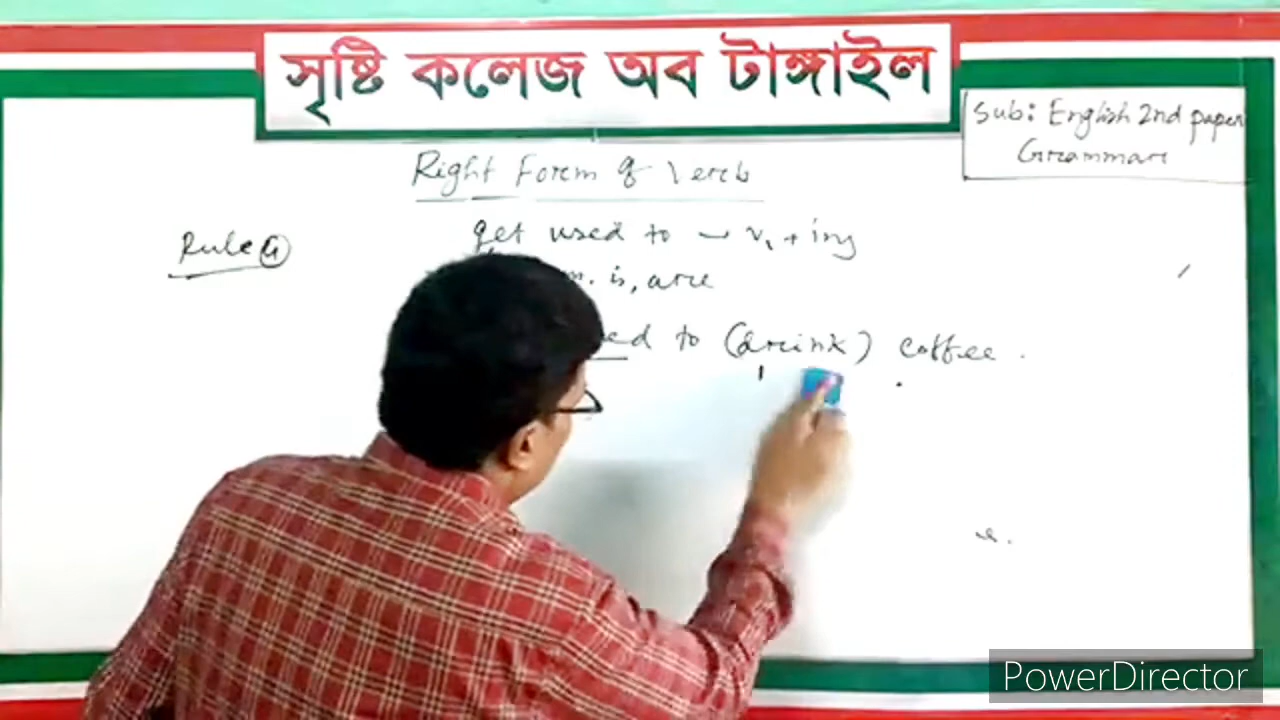 সৃষ্টি কলেজ অব টাঙ্গাইল
Sub: English 2nd paper
Grammar
Right Form of Verb
Rule 4
get used to → v₁ + ing
is, are
to (drink) coffee.
PowerDirector